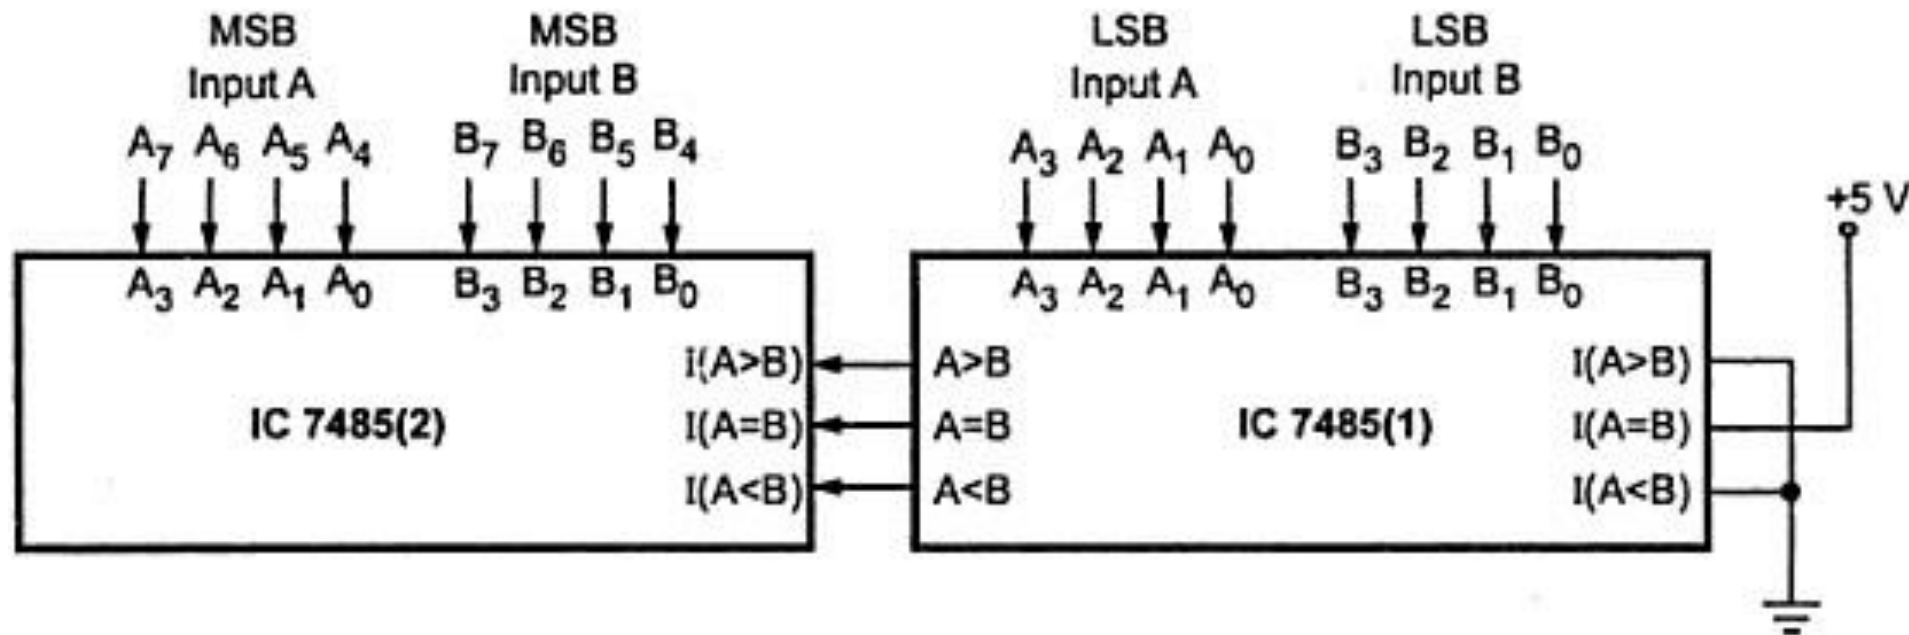 MSB MSB LSB LSB
Input A Input B Input A Input B
A7 A6 A5 A4 B7 B6 B5 B4 A3 A2 A1 A0 B3 B2 B1 B0
+5 V
A3 A2 A1 A0 B3 B2 B1 B0 A3 A2 A1 A0 B3 B2 B1 B0
I(A>B) A>B I(A>B)
IC 7485(2) I(A=B) A=B IC 7485(1) I(A=B)
I(A<B) A<B I(A<B)